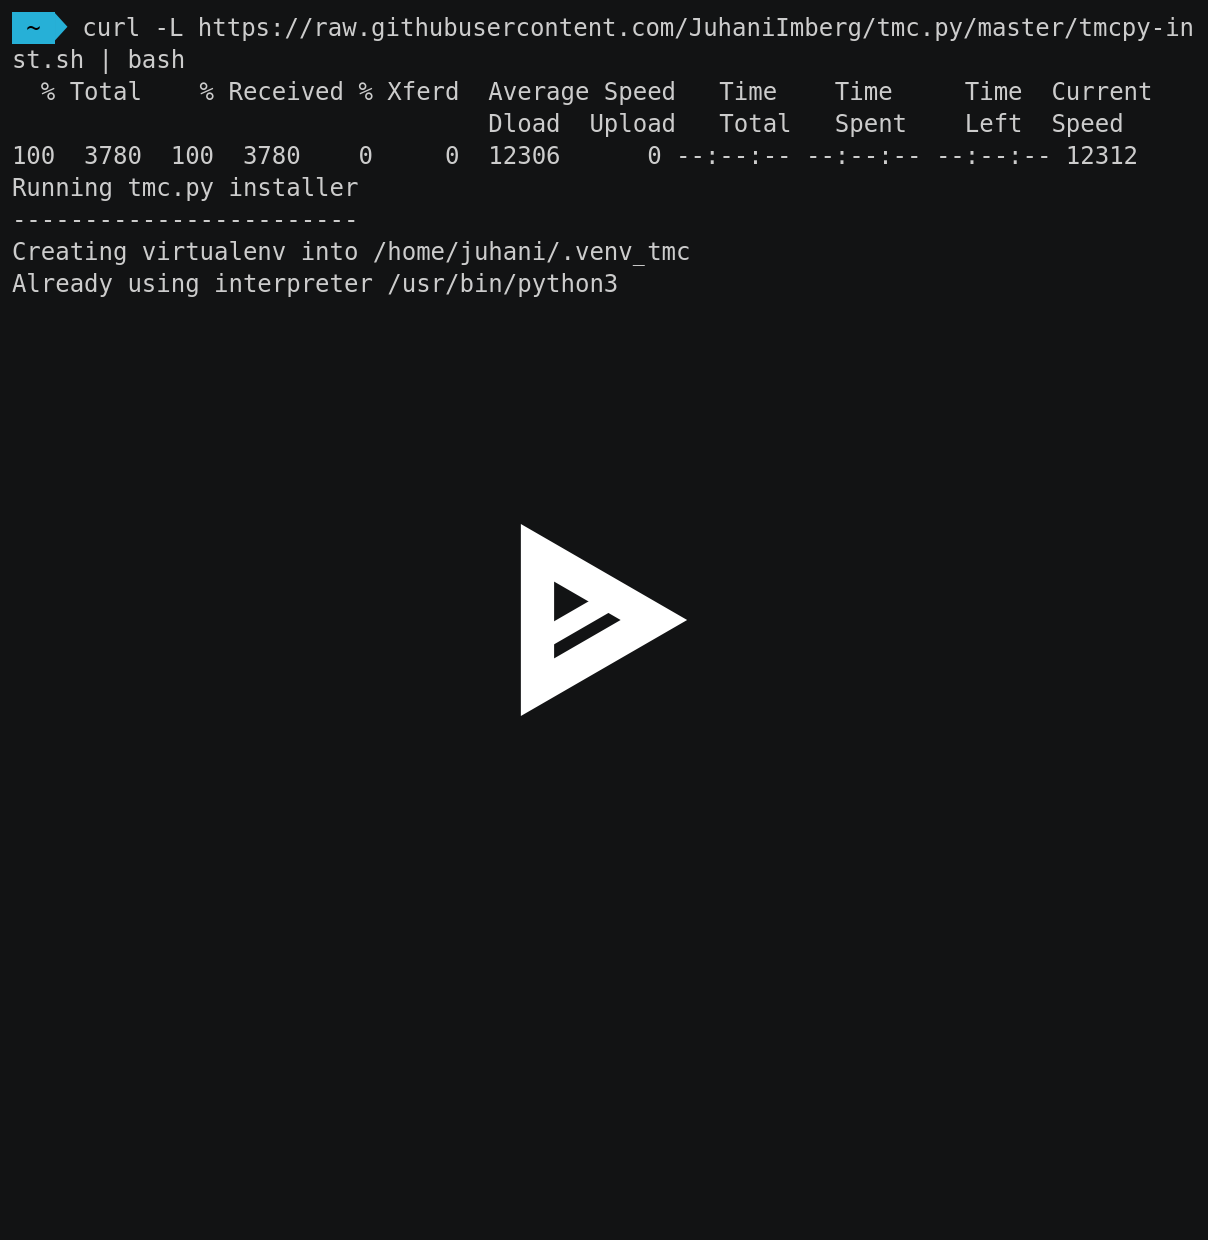 ~ curl -L https://raw.githubusercontent.com/JuhaniImberg/tmc.py/master/tmcpy-in
st.sh | bash
  % Total    % Received % Xferd  Average Speed   Time    Time     Time  Current
                                 Dload  Upload   Total   Spent    Left  Speed
100  3780  100  3780    0     0  12306      0 --:--:-- --:--:-- --:--:-- 12312
Running tmc.py installer
------------------------
Creating virtualenv into /home/juhani/.venv_tmc
Already using interpreter /usr/bin/python3